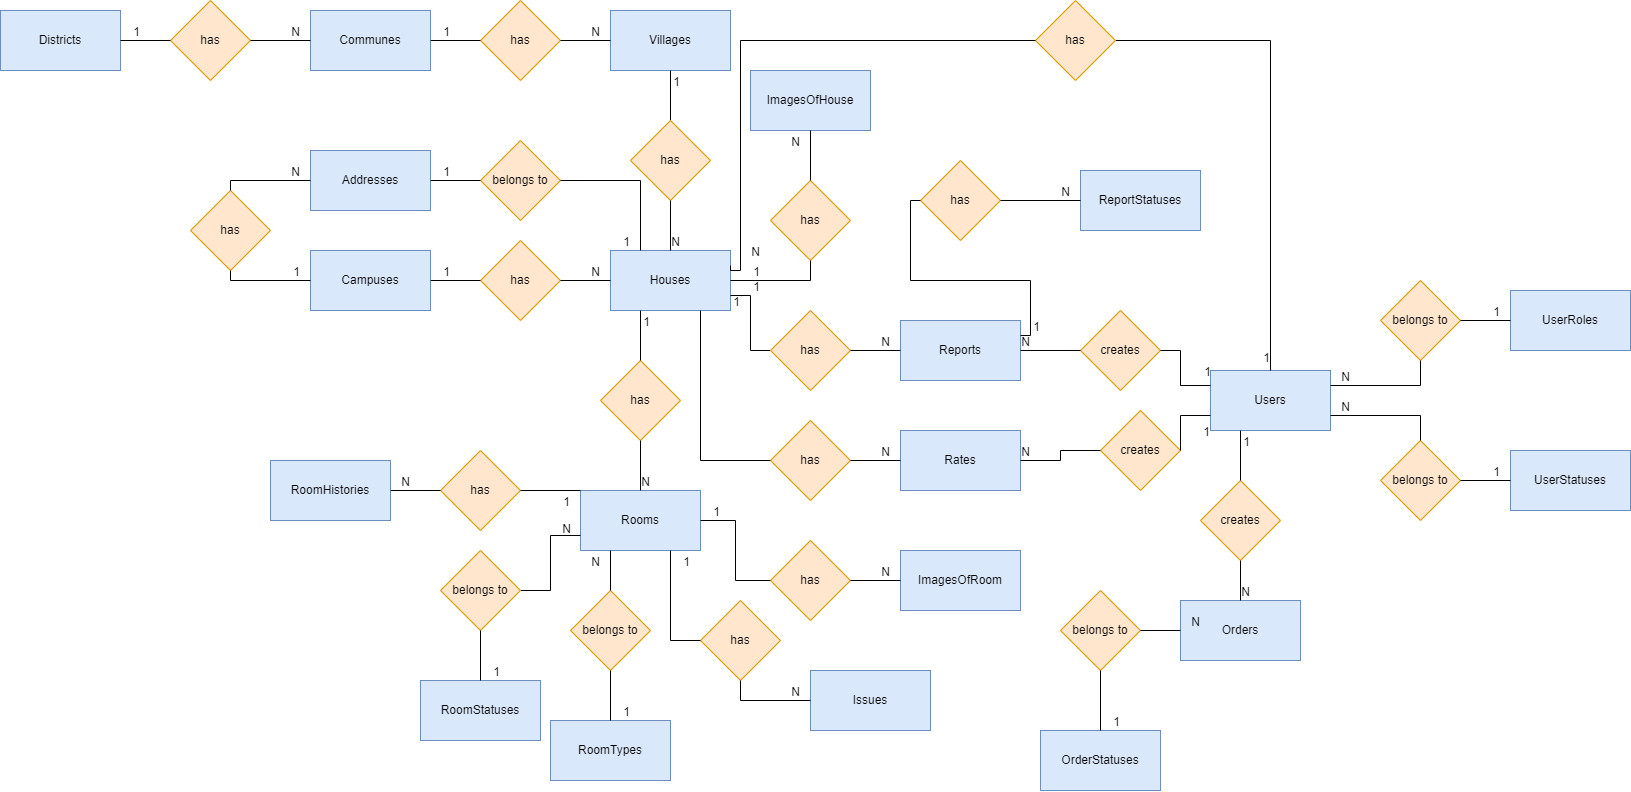 Districts 1 has N Communes 1 has N Villages has
1
ImagesOfHouse
N
N Addresses 1 belongs to has
has ReportStatuses
N
has
has
1 N N
1 Campuses 1 has N Houses 1
1
1
1
1
belongs to 1 UserRoles
has N Reports N creates
1
1
N
has
creates
Users
N
1
1
has N Rates N
belongs to 1 UserStatuses
RoomHistories N has
N
1
Rooms 1
creates
N
N 1
belongs to
has N ImagesOfRoom
N
belongs to
has
belongs to N Orders
1
RoomStatuses
N Issues
1
1
RoomTypes
OrderStatuses